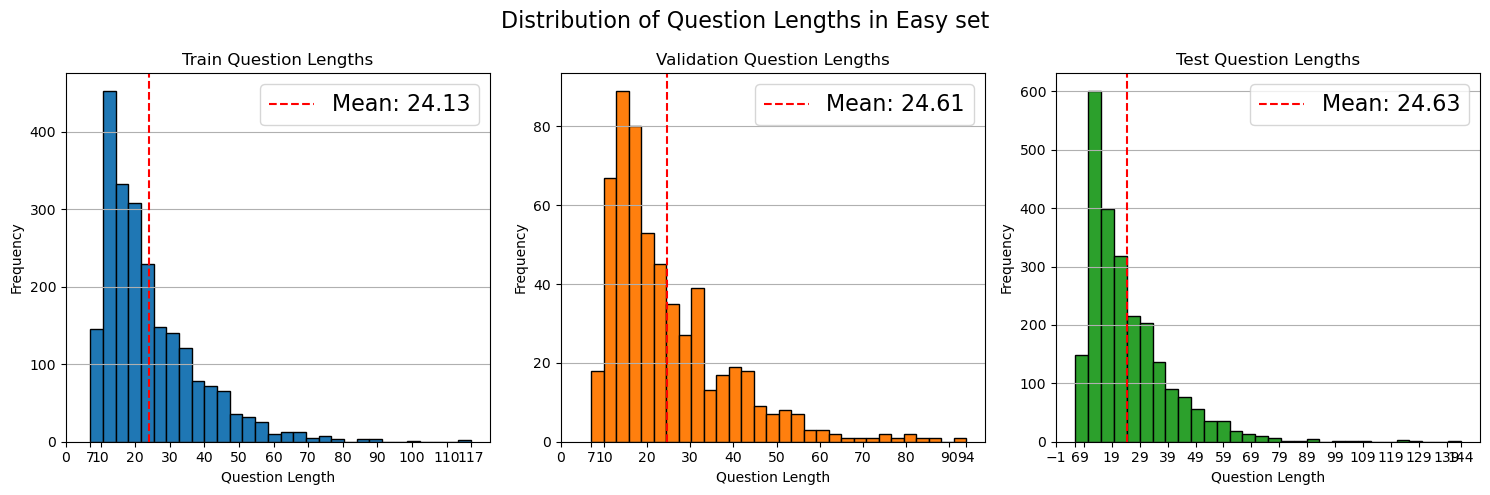 Distribution of Question Lengths in Easy set
Train Question Lengths
Mean: 24.13
Frequency
400
300
200
100
0
0 7 10 20 30 40 50 60 70 80 90 100 110 117
Question Length
Validation Question Lengths
Mean: 24.61
Frequency
80
60
40
20
0
0 7 10 20 30 40 50 60 70 80 90 94
Question Length
Test Question Lengths
Mean: 24.63
Frequency
600
500
400
300
200
100
0
−1 6 9 19 29 39 49 59 69 79 89 99 109 119 129 139 144
Question Length